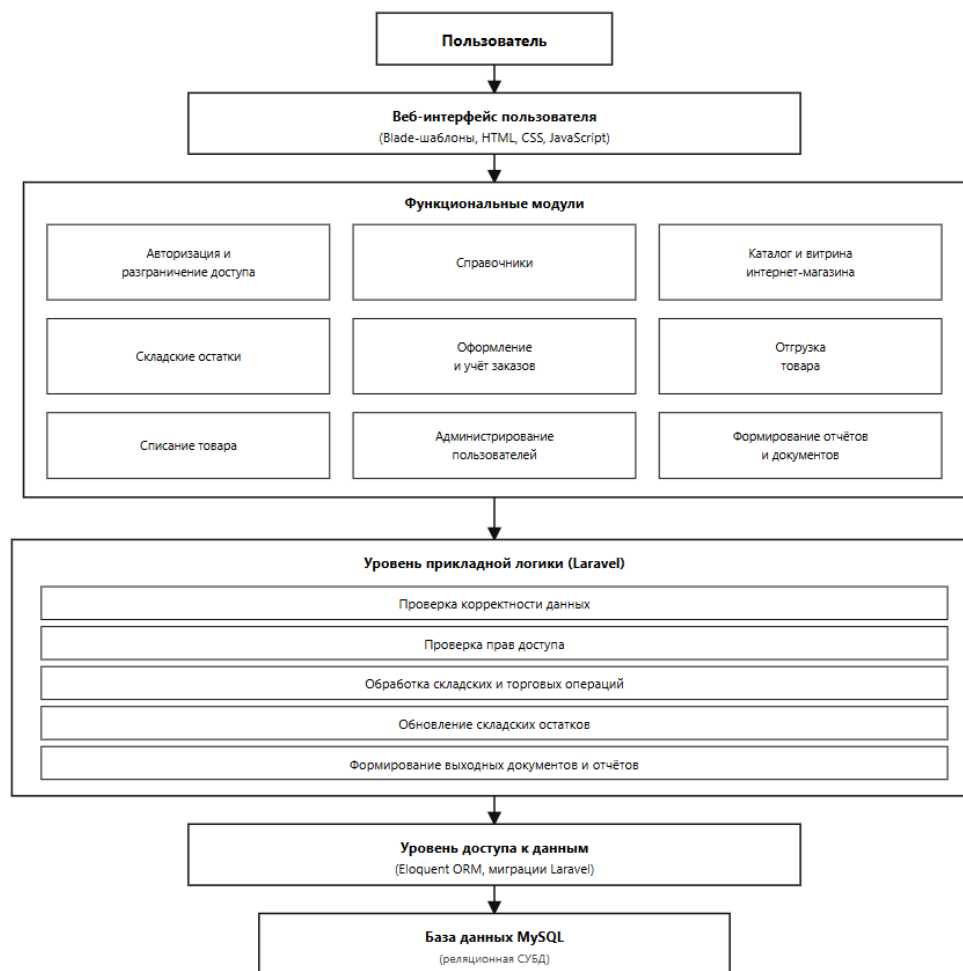 Пользователь
Веб-интерфейс пользователя
(Blade-шаблоны, HTML, CSS, JavaScript)
Функциональные модули
Авторизация и
разграничение доступа
Справочники
Каталог и витрина
интернет-магазина
Складские остатки
Оформление
и учёт заказов
Отгрузка
товара
Списание товара
Администрирование
пользователей
Формирование отчётов
и документов
Уровень прикладной логики (Laravel)
Проверка корректности данных
Проверка прав доступа
Обработка складских и торговых операций
Обновление складских остатков
Формирование выходных документов и отчётов
Уровень доступа к данным
(Eloquent ORM, миграции Laravel)
База данных MySQL
(реляционная СУБД)